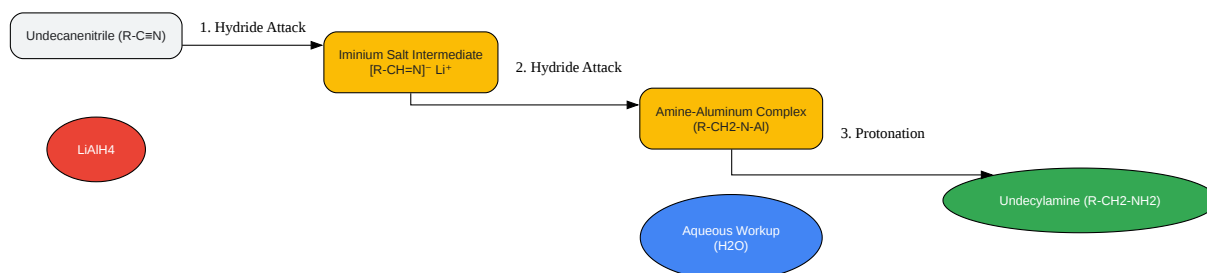 Undecanenitrile (R-C≡N)
1. Hydride Attack
Iminium Salt Intermediate
[R-CH=N]⁻ Li⁺
2. Hydride Attack
LiAlH4
Amine-Aluminum Complex
(R-CH2-N-Al)
3. Protonation
Undecylamine (R-CH2-NH2)
Aqueous Workup
(H2O)